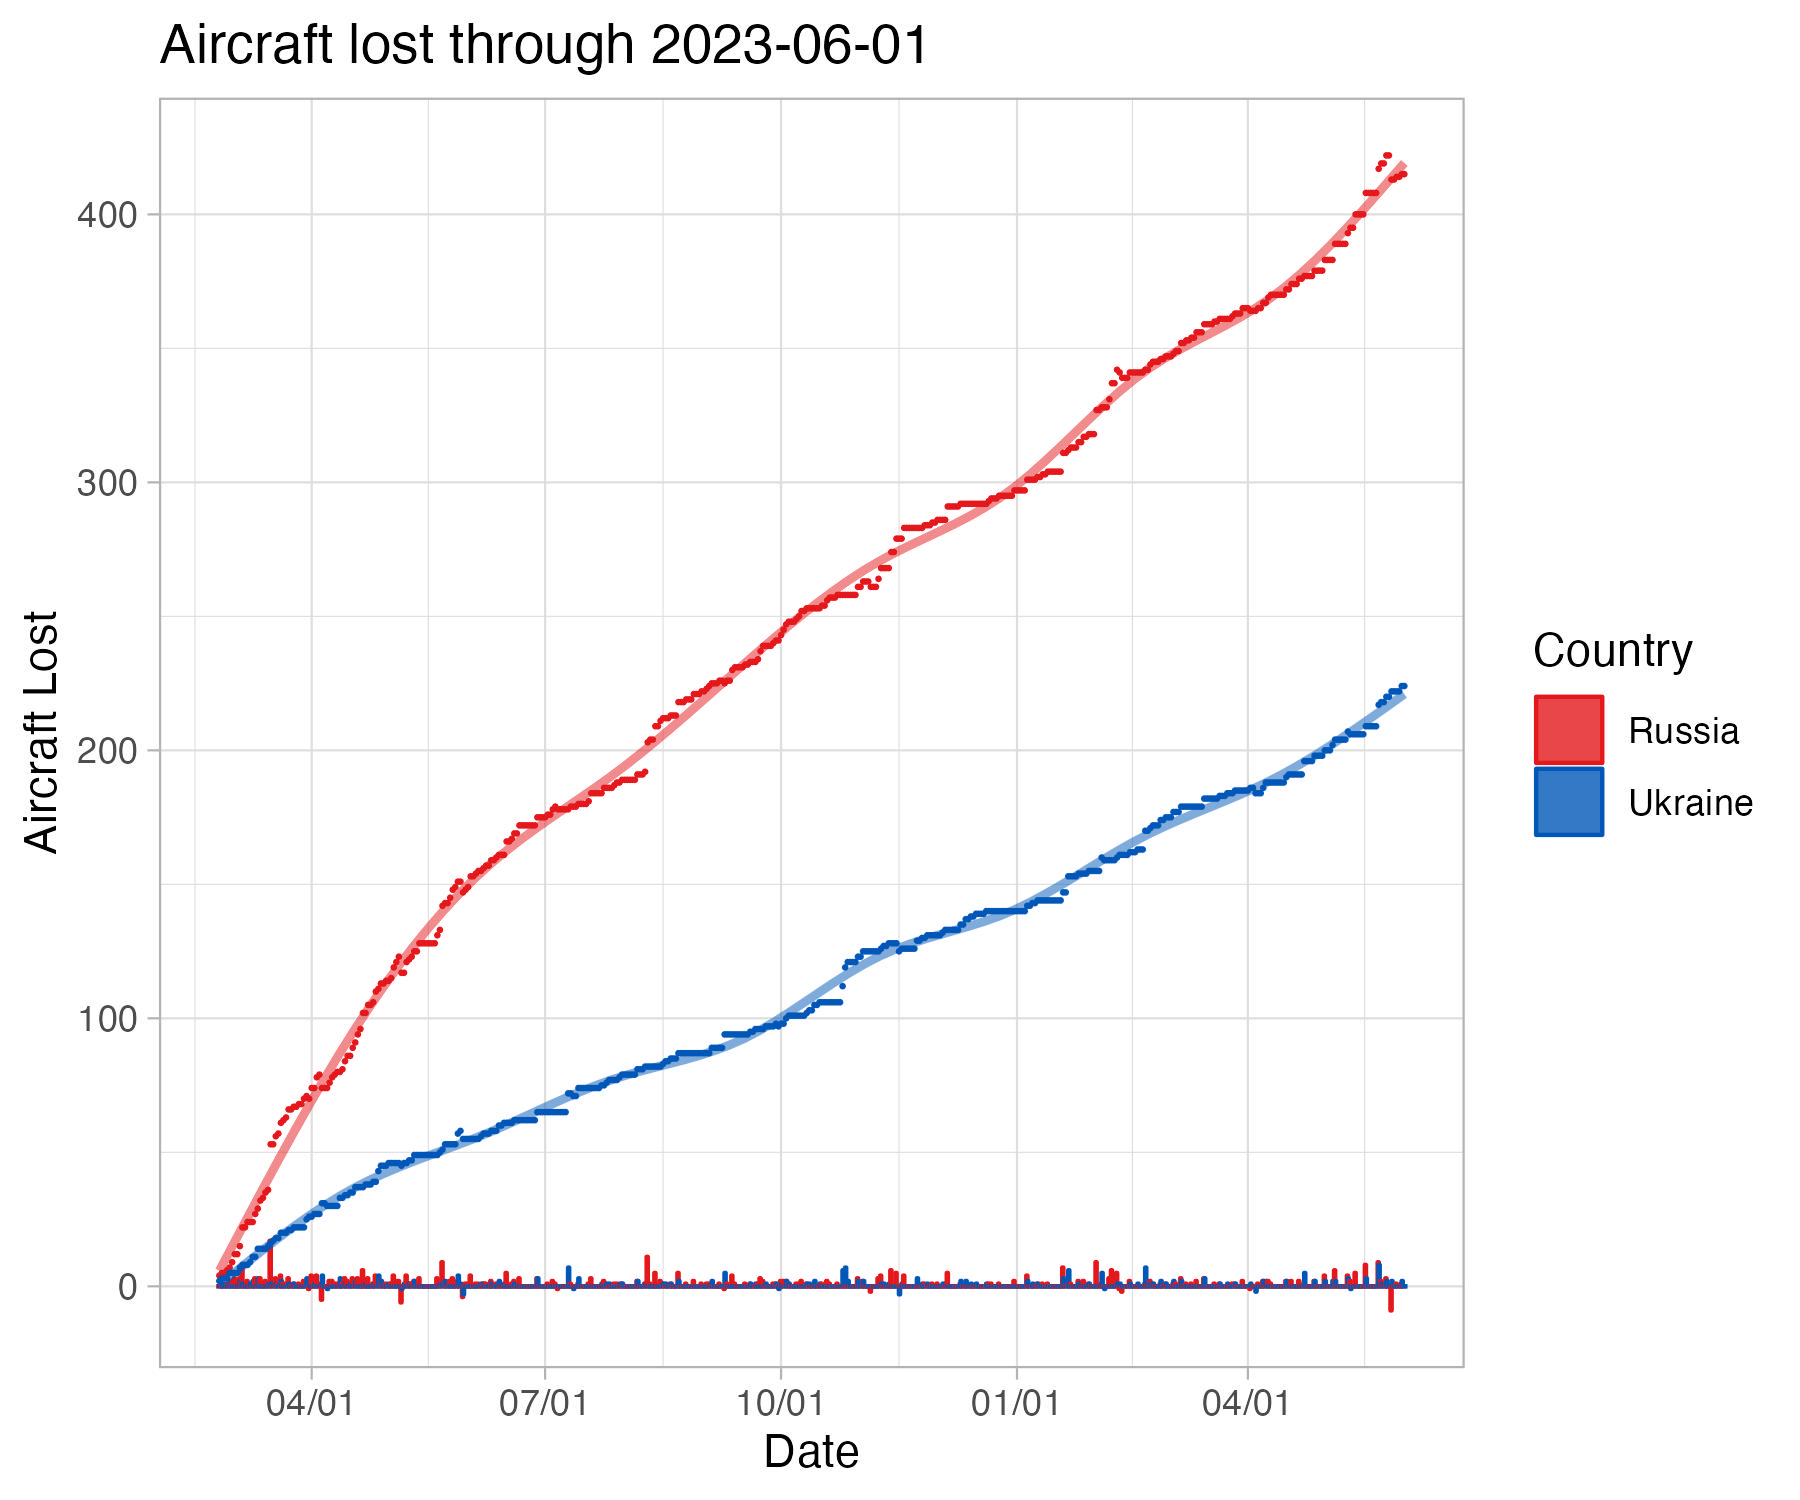 Aircraft lost through 2023-06-01
Aircraft Lost
400
300
200
100
0
04/01
07/01
10/01
01/01
04/01
Date
Country
Russia
Ukraine